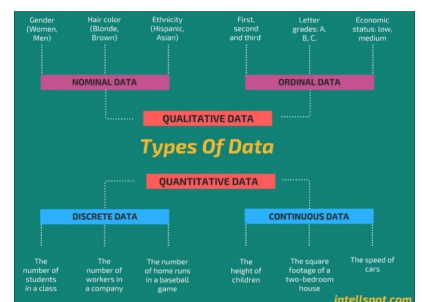 Gender
(Women,
Men)
Hair color
(Blonde,
Brown)
Ethnicity
(Hispanic,
Asian)
First,
second
and third
Letter
grades: A,
B, C,
Economic
status: low,
medium
NOMINAL DATA
ORDINAL DATA
QUALITATIVE DATA
Types Of Data
QUANTITATIVE DATA
DISCRETE DATA
CONTINUOUS DATA
The
number of
students
in a class
The
number of
workers in
a company
The number
of home runs
in a baseball
game
The
height of
children
The square
footage of a
two-bedroom
house
The speed of
cars
intellspot.com